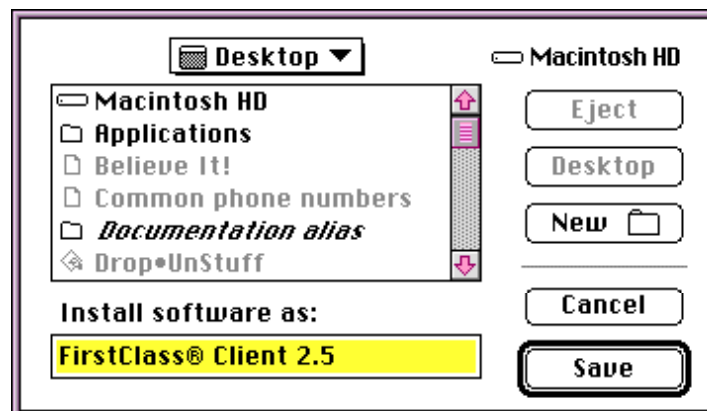 Desktop
Macintosh HD
Macintosh HD
Applications
Believe It!
Common phone numbers
Documentation alias
Drop•UnStuff
Eject
Desktop
New
Install software as:
FirstClass® Client 2.5
Cancel
Save